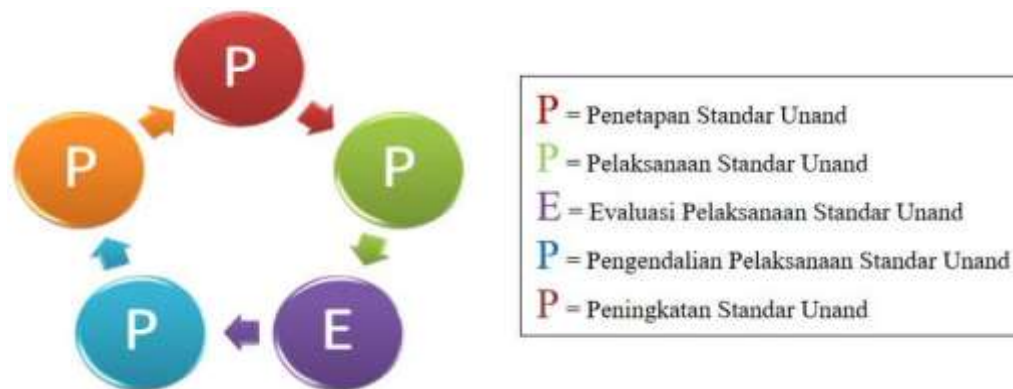 P
P
P
P
E
P = Penetapan Standar Unand
P = Pelaksanaan Standar Unand
E = Evaluasi Pelaksanaan Standar Unand
P = Pengendalian Pelaksanaan Standar Unand
P = Peningkatan Standar Unand